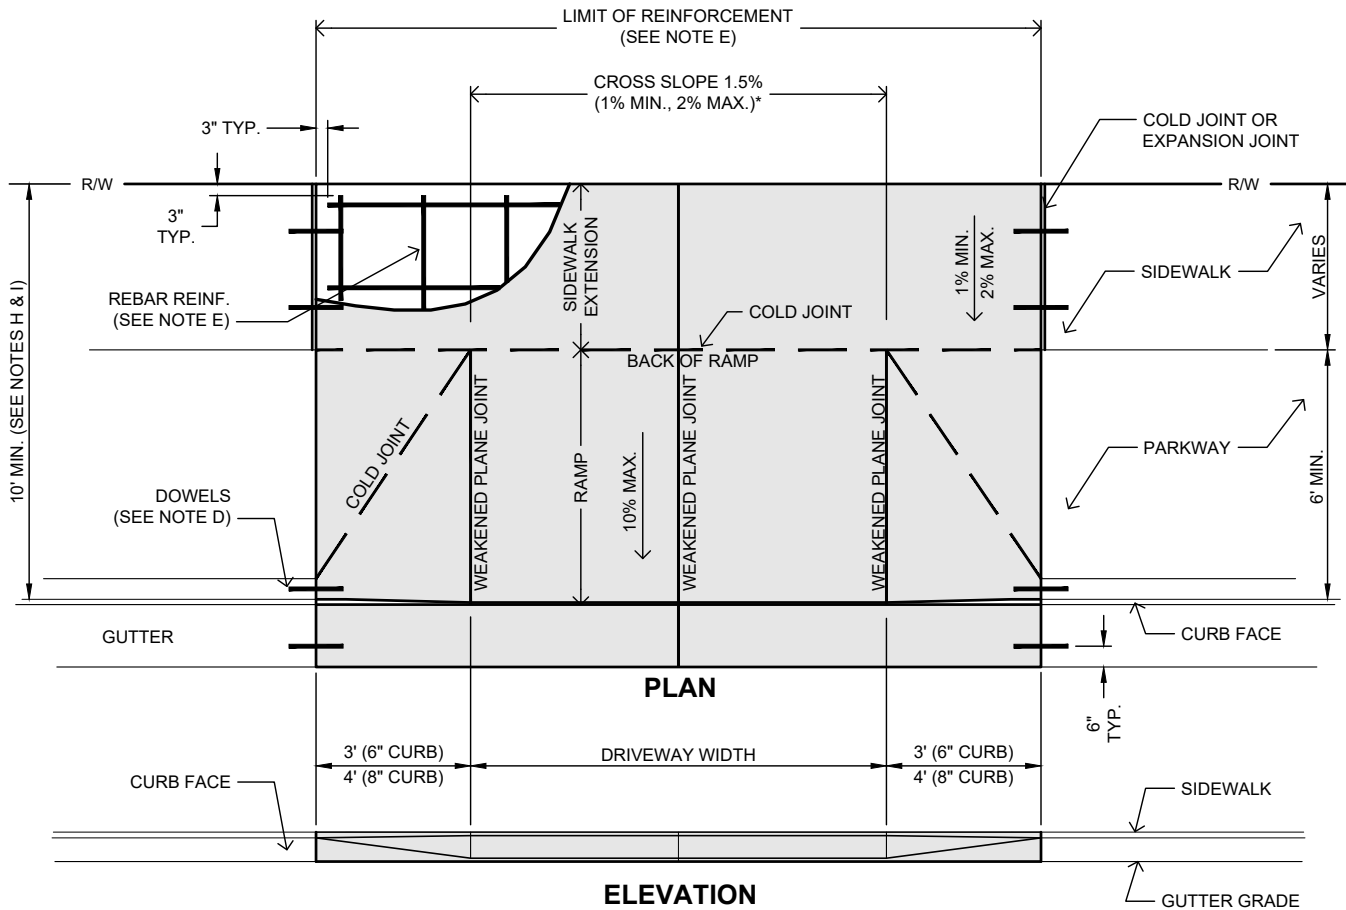 LIMIT OF REINFORCEMENT
(SEE NOTE E)
CROSS SLOPE 1.5%
(1% MIN., 2% MAX.)*
3" TYP.
COLD JOINT OR
EXPANSION JOINT
R/W
R/W
3"
TYP.
SIDEWALK
EXTENSION
1% MIN.
2% MAX.
VARIES
SIDEWALK
REBAR REINF.
(SEE NOTE E)
COLD JOINT
BACK OF RAMP
10' MIN. (SEE NOTES H & I)
COLD JOINT
WEAKENED PLANE JOINT
RAMP
10% MAX.
WEAKENED PLANE JOINT
WEAKENED PLANE JOINT
PARKWAY
6' MIN.
DOWELS
(SEE NOTE D)
GUTTER
CURB FACE
PLAN
6"
TYP.
3' (6" CURB)
4' (8" CURB)
DRIVEWAY WIDTH
3' (6" CURB)
4' (8" CURB)
CURB FACE
SIDEWALK
ELEVATION
GUTTER GRADE